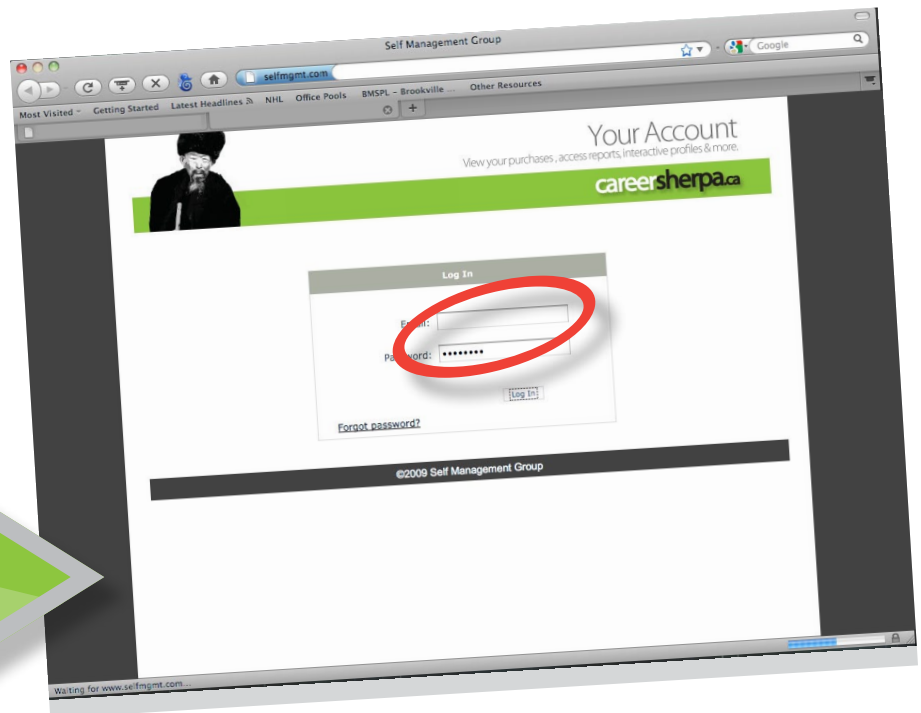 Self Management Group
selfmgmt.com
Google
Most Visited
Getting Started
Latest Headlines
NHL
Office Pools
BMSPL – Brookville ...
Other Resources
Your Account
View your purchases, access reports, interactive profiles & more.
careersherpa.ca
Log In
Email:
Password: ••••••••
Log In
Forgot password?
©2009 Self Management Group
Waiting for www.selfmgmt.com...